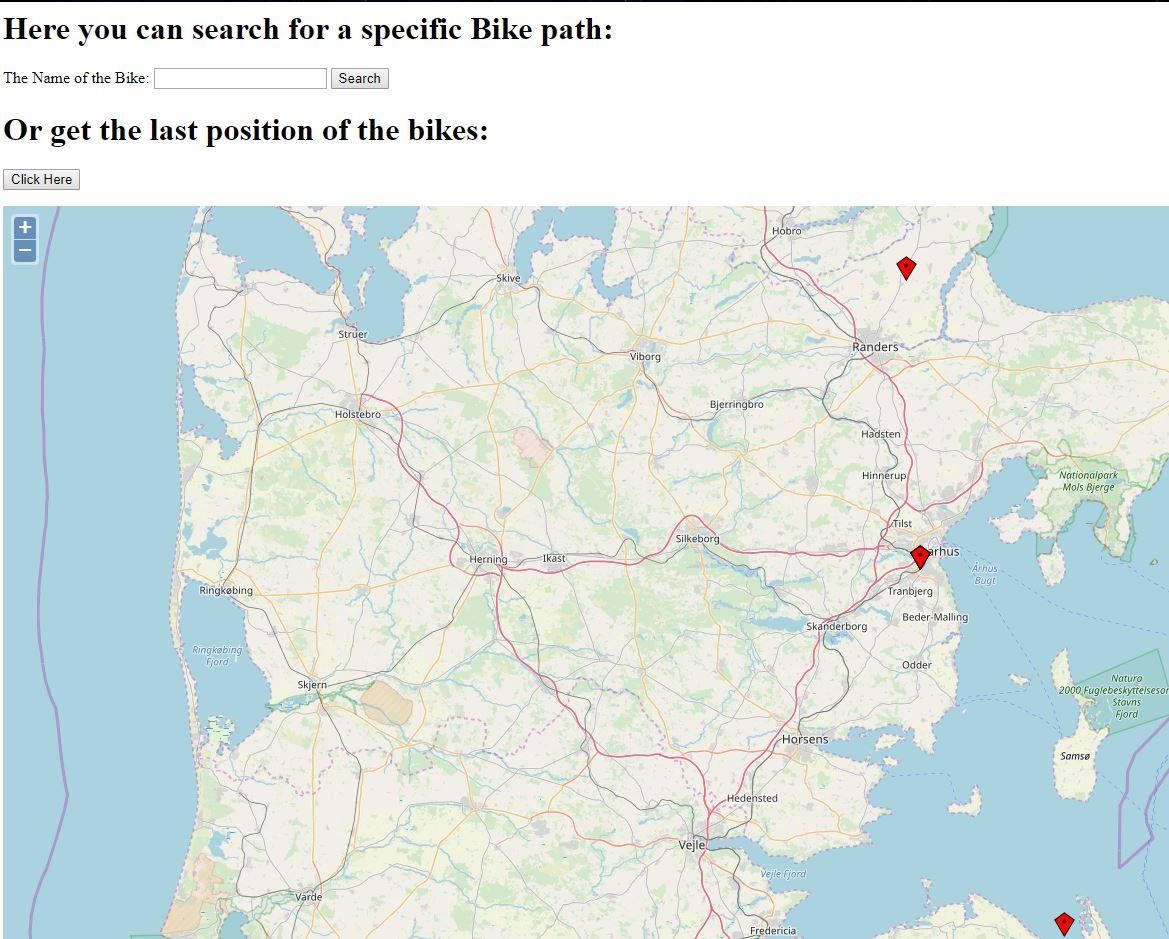 Here you can search for a specific Bike path:
The Name of the Bike: Search
Or get the last position of the bikes:
Click Here
+
−
Hobro
Skive
Struer
Randers
Viborg
Bjerringbro
Holstebro
Hadsten
Hinnerup
Nationalpark
Mols Bjerge
Tilst
Silkeborg
arhus
Herning
Ikast
Århus
Bugt
Ringkøbing
Tranbjerg
Beder-Malling
Skanderborg
Ringkøbing
Fjord
Odder
Skjern
Natura
2000 Fuglebeskyttelsesor
Stavns
Fjord
Horsens
Samsø
Hedensted
Vejle
Vejle Fjord
Varde
Fredericia